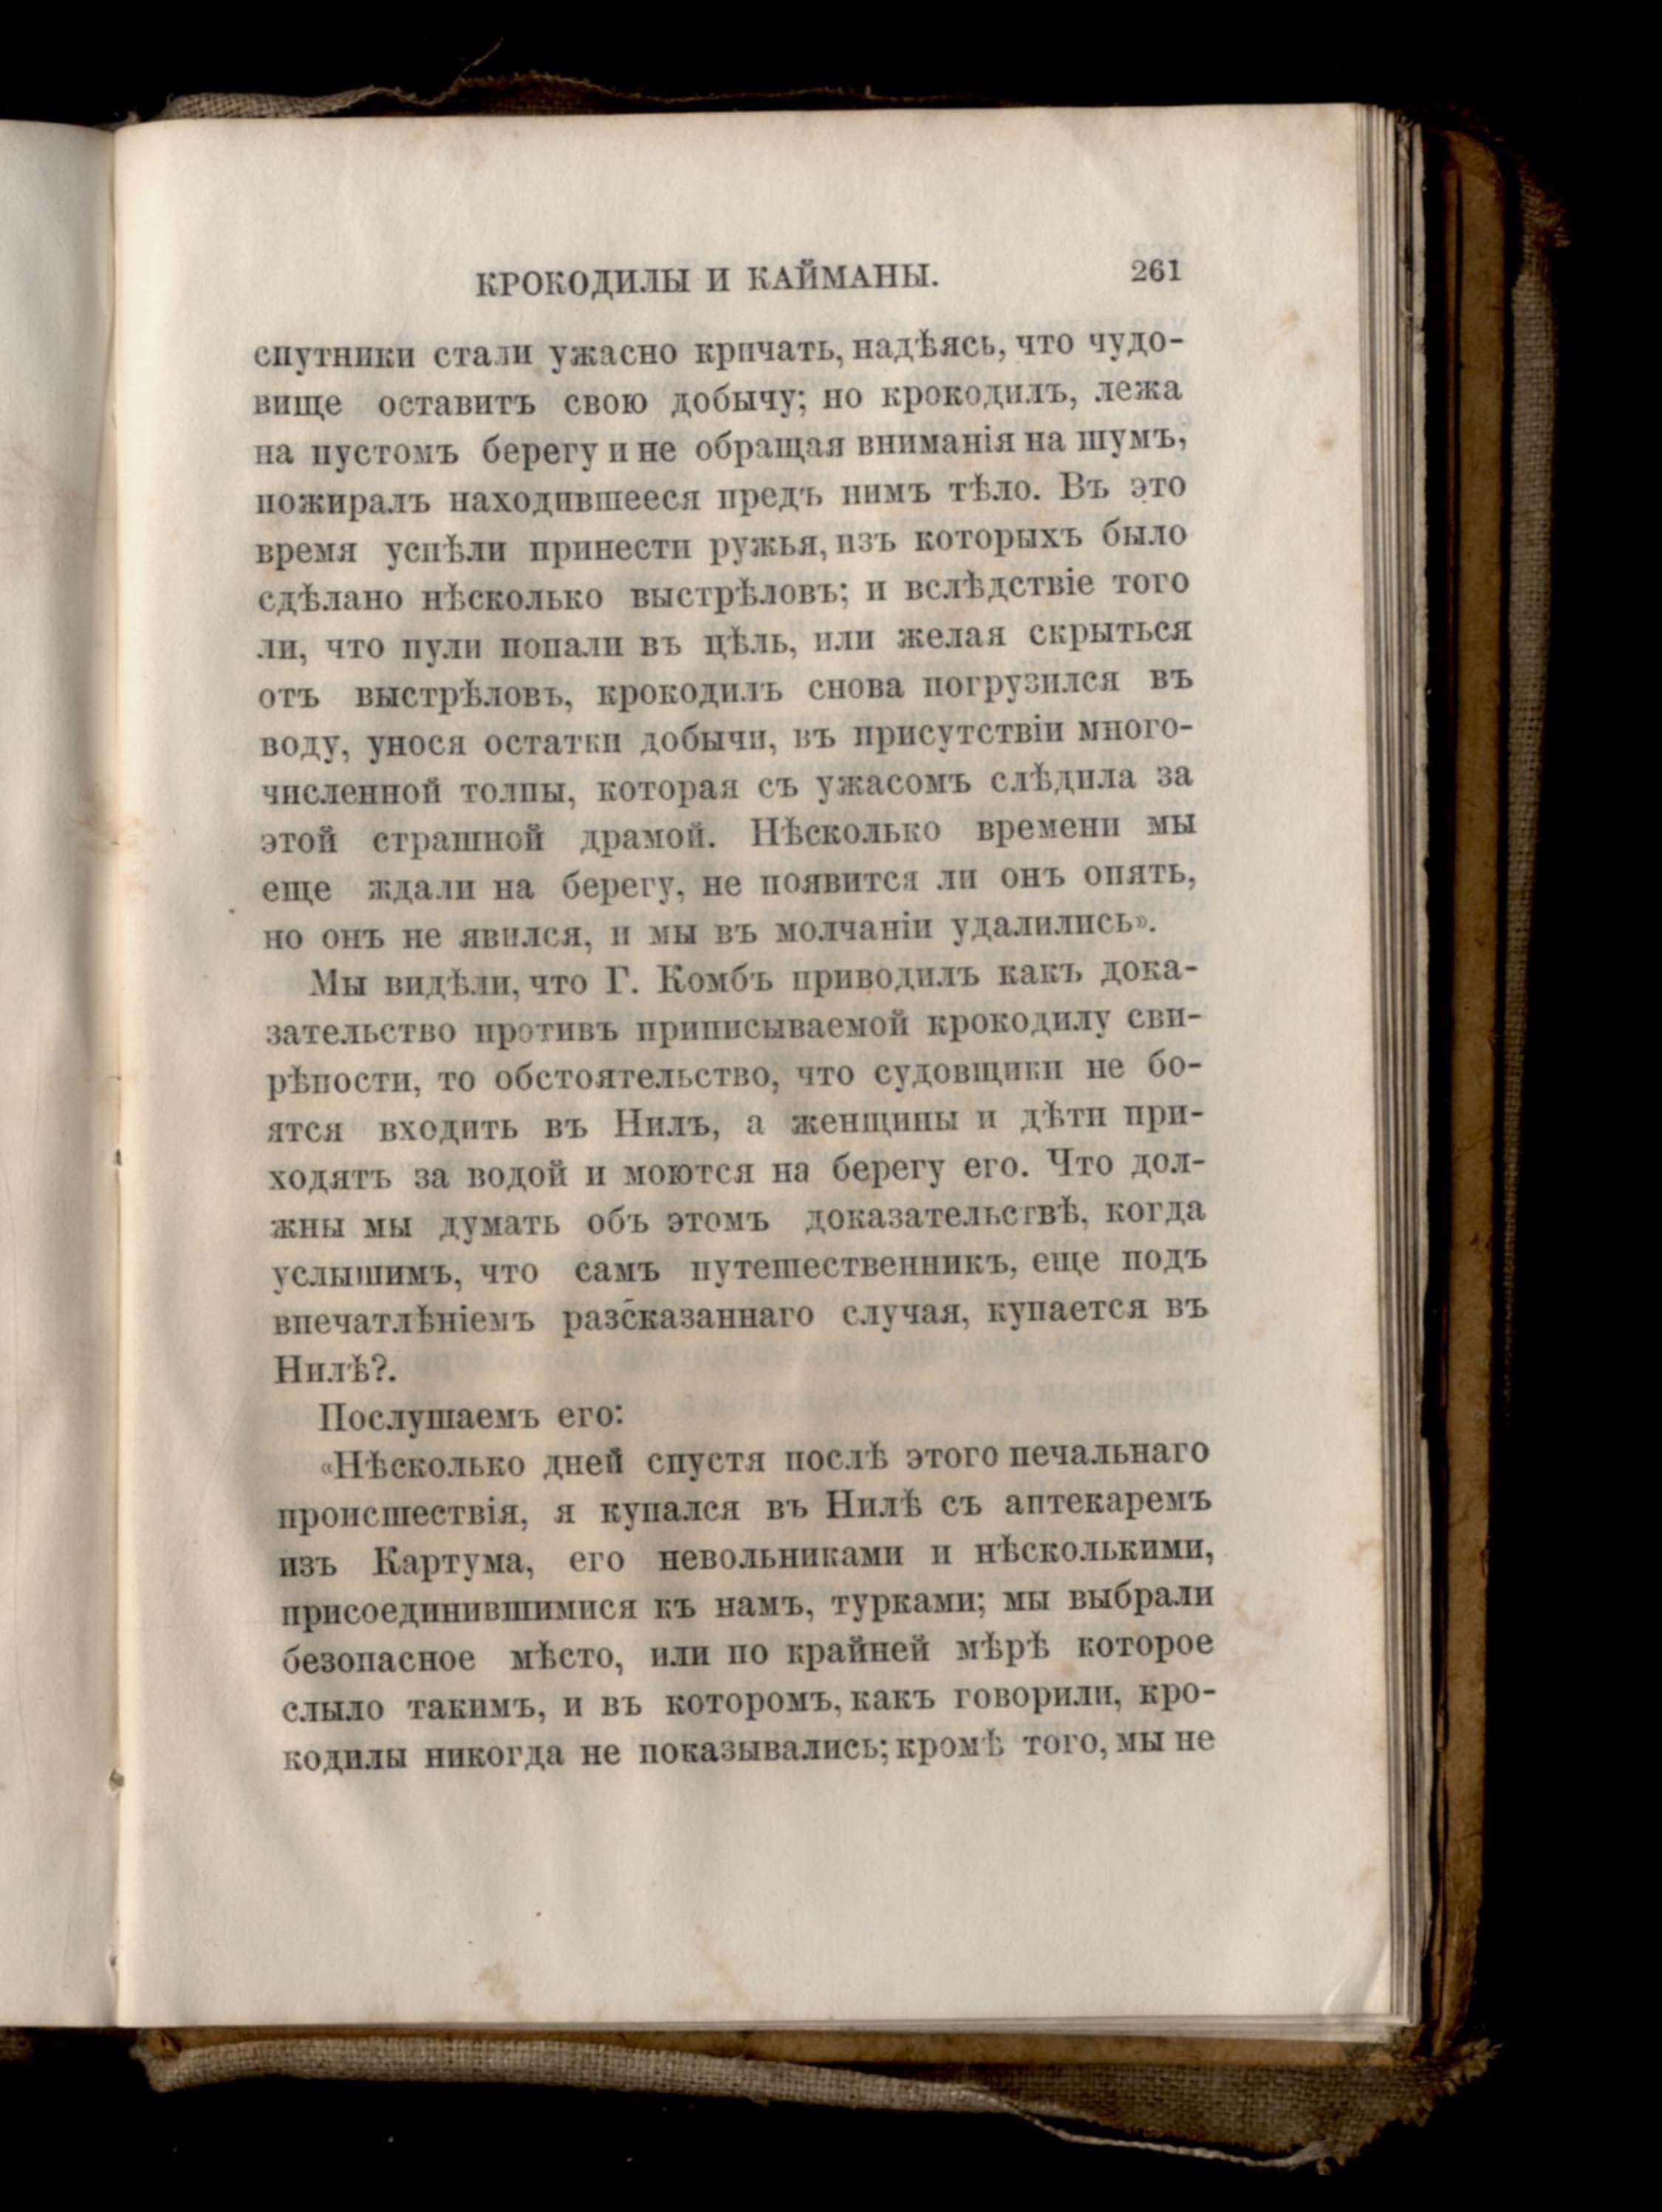 КРОКОДИЛЫ И КАЙМАНЫ. 261
спутники стали ужасно кричать, надѣясь, что чудо-
вище оставитъ свою добычу; но крокодилъ, лежа
на пустомъ берегу и не обращая вниманія на шумъ,
пожиралъ находившееся предъ нимъ тѣло. Въ это
время успѣли принести ружья, изъ которыхъ было
сдѣлано нѣсколько выстрѣловъ; и вслѣдствіе того
ли, что пули попали въ цѣль, или желая скрыться
отъ выстрѣловъ, крокодилъ снова погрузился въ
воду, унося остатки добычи, въ присутствіи много-
численной толпы, которая съ ужасомъ слѣдила за
этой страшной драмой. Нѣсколько времени мы
еще ждали на берегу, не появится ли онъ опять,
но онъ не явился, и мы въ молчаніи удалились».
Мы видѣли, что Г. Комбъ приводилъ какъ дока-
зательство противъ приписываемой крокодилу сви-
рѣпости, то обстоятельство, что судовщики не бо-
ятся входить въ Нилъ, а женщины и дѣти при-
ходятъ за водой и моются на берегу его. Что дол-
жны мы думать объ этомъ доказательствѣ, когда
услышимъ, что самъ путешественникъ, еще подъ
впечатлѣніемъ разсказаннаго случая, купается въ
Нилѣ?.
Послушаемъ его:
«Нѣсколько дней спустя послѣ этого печальнаго
происшествія, я купался въ Нилѣ съ аптекаремъ
изъ Картума, его невольниками и нѣсколькими,
присоединившимися къ намъ, турками; мы выбрали
безопасное мѣсто, или по крайней мѣрѣ которое
слыло такимъ, и въ которомъ, какъ говорили, кро-
кодилы никогда не показывались; кромѣ того, мы не